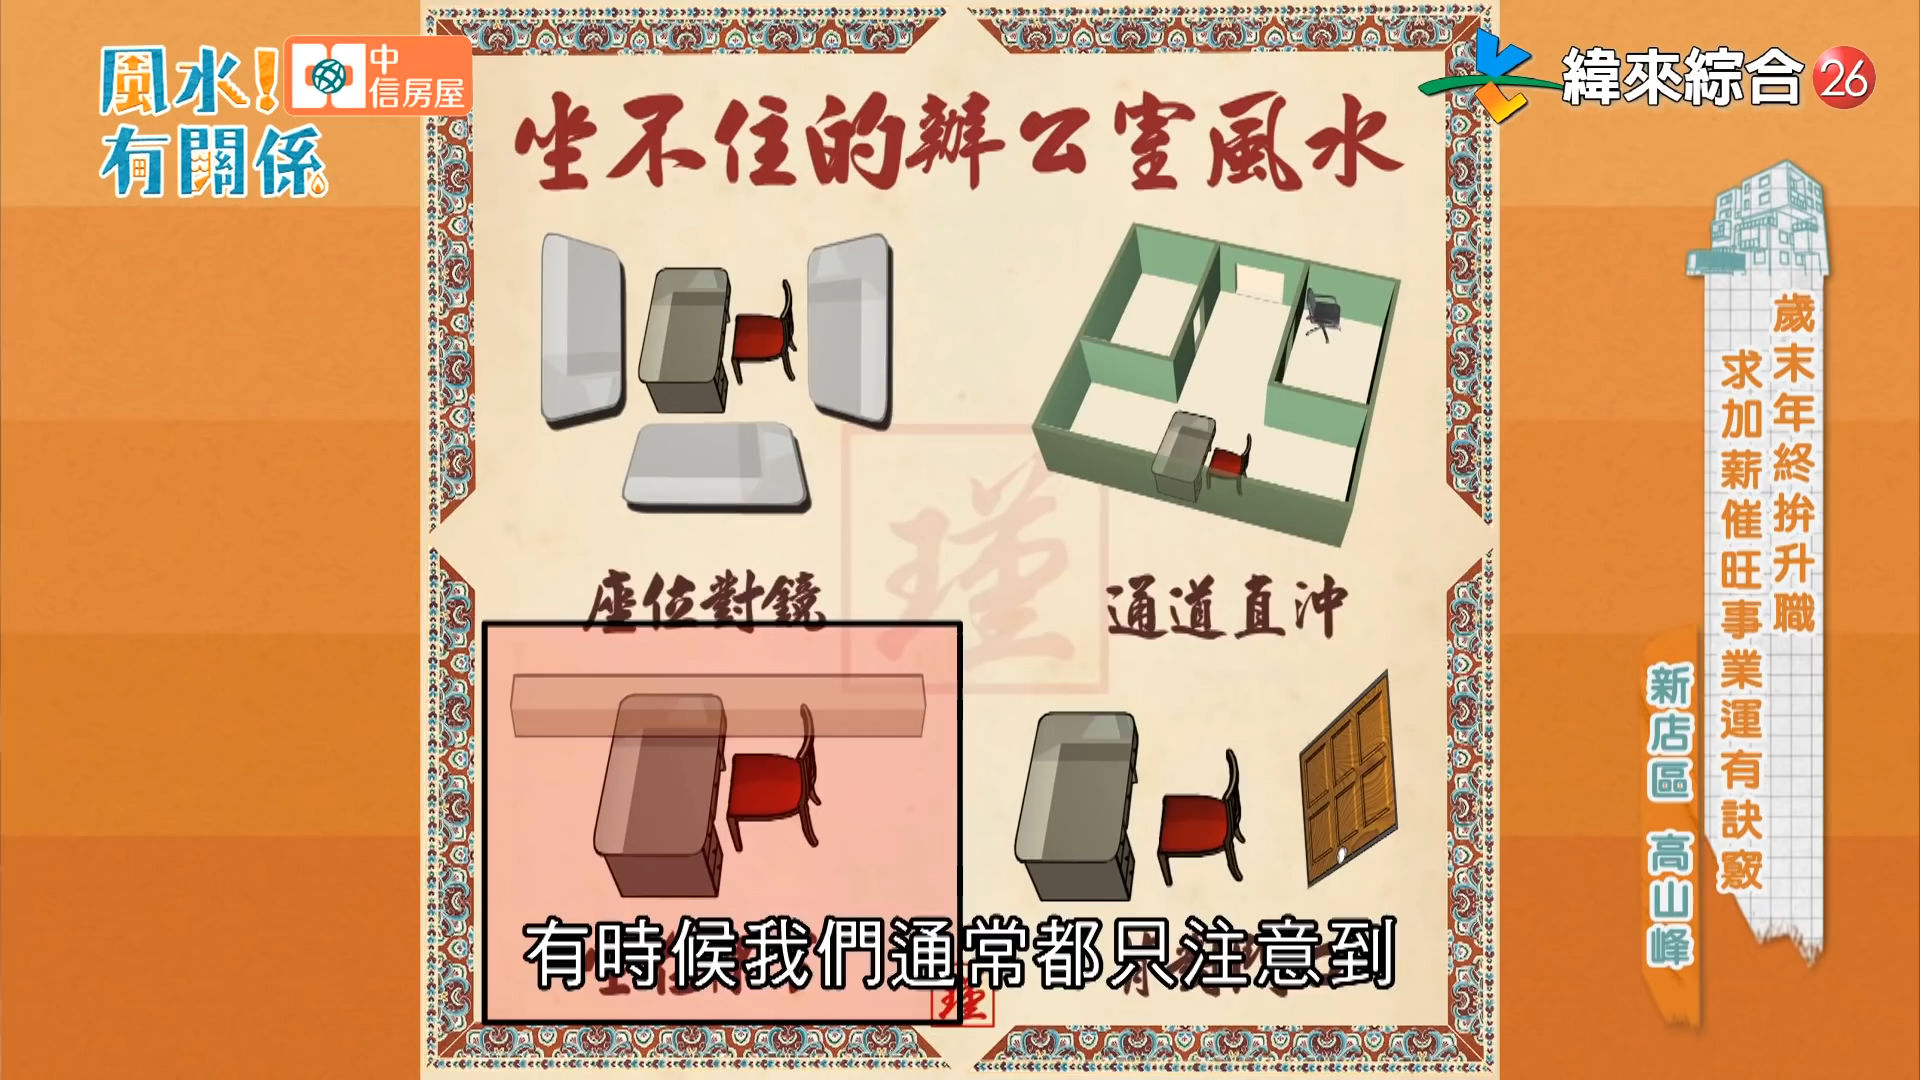 風水!
有關係
中
信房屋
緯來綜合
26
坐不住的辦公室風水
座位對鏡
通道直沖
瑾
歲末年終拚升職
求加薪催旺事業運有訣竅
新店區 高山峰
有時候我們通常都只注意到
瑾